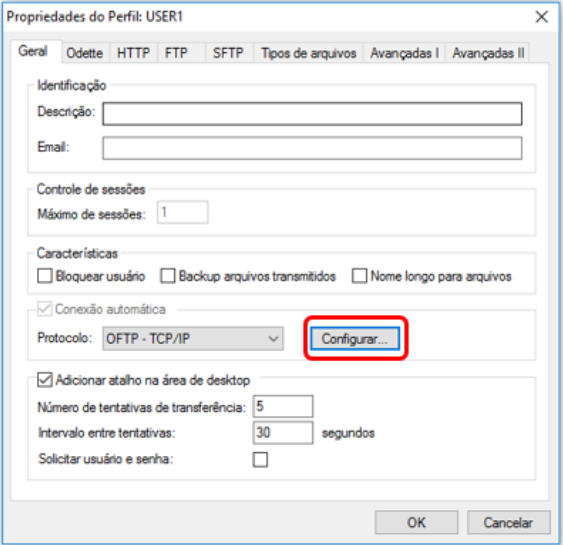 Propriedades do Perfil: USER1
Geral Odette HTTP FTP SFTP Tipos de arquivos Avançadas I Avançadas II
Identificação
Descrição:
Email:
Controle de sessões
Máximo de sessões: 1
Características
Bloquear usuário Backup arquivos transmitidos Nome longo para arquivos
Conexão automática
Protocolo: OFTP - TCP/IP Configurar...
Adicionar atalho na área de desktop
Número de tentativas de transferência: 5
Intervalo entre tentativas: 30 segundos
Solicitar usuário e senha:
OK Cancelar